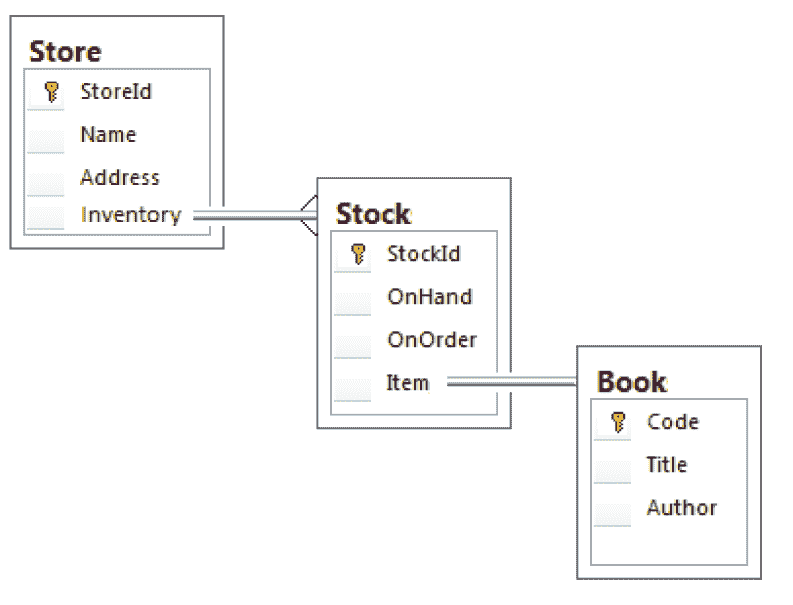 Store
StoreId
Name
Address
Inventory
Stock
StockId
OnHand
OnOrder
Item
Book
Code
Title
Author